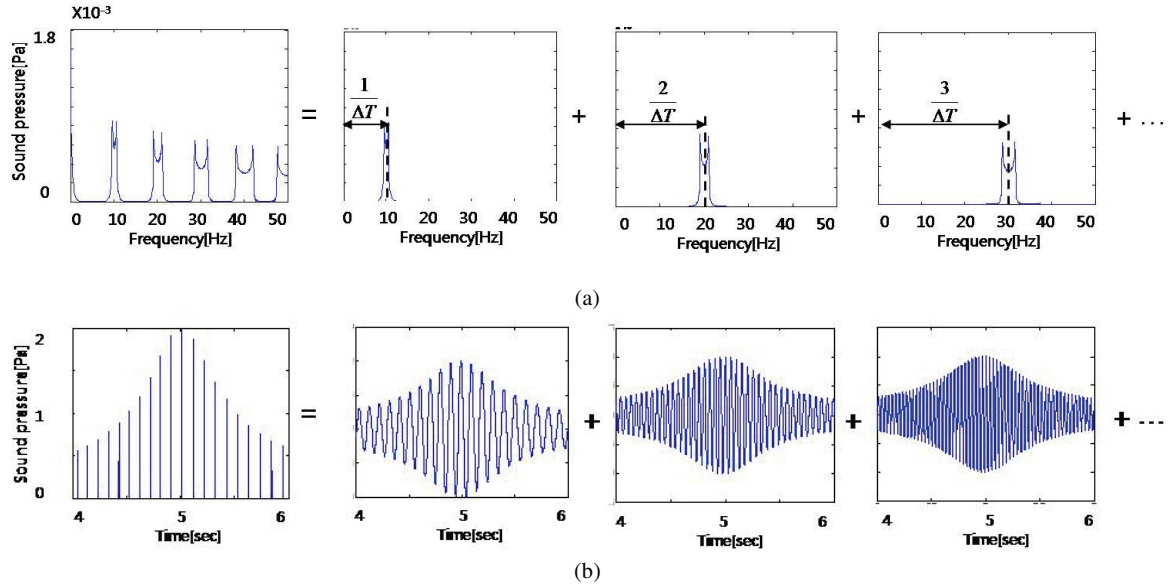 X10⁻³
1.8
Sound pressure[Pa]
0
0 10 20 30 40 50
Frequency[Hz]
=
1
ΔT
0 10 20 30 40 50
Frequency[Hz]
+
2
ΔT
0 10 20 30 40 50
Frequency[Hz]
+
3
ΔT
0 10 20 30 40 50
Frequency[Hz]
+ ...
(a)
2
1
0
Sound pressure[Pa]
4 5 6
Time[sec]
=
4 5 6
Time[sec]
+
4 5 6
Time[sec]
+
4 5 6
Time[sec]
+ ...
(b)